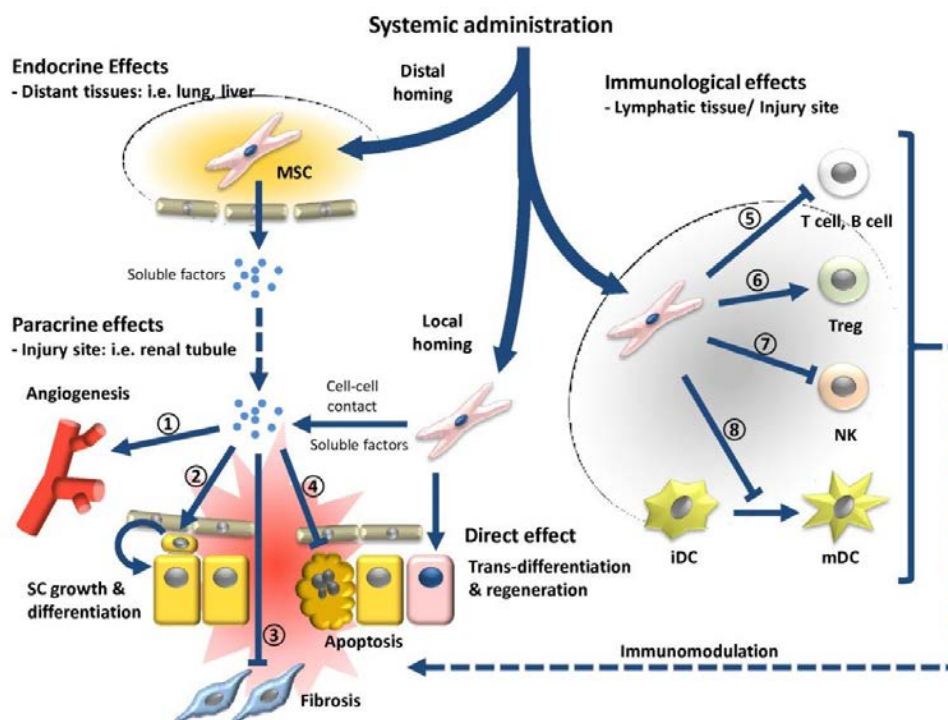 Systemic administration
Endocrine Effects
- Distant tissues: i.e. lung, liver
Distal
homing
Immunological effects
- Lymphatic tissue/ Injury site
MSC
Soluble factors
T cell, B cell
⑤
⑥
Treg
⑦
NK
⑧
iDC
mDC
Paracrine effects
- Injury site: i.e. renal tubule
Local
homing
Angiogenesis
Cell-cell
contact
Soluble factors
①
②
④
③
SC growth &
differentiation
Apoptosis
Direct effect
Trans-differentiation
& regeneration
Fibrosis
Immunomodulation